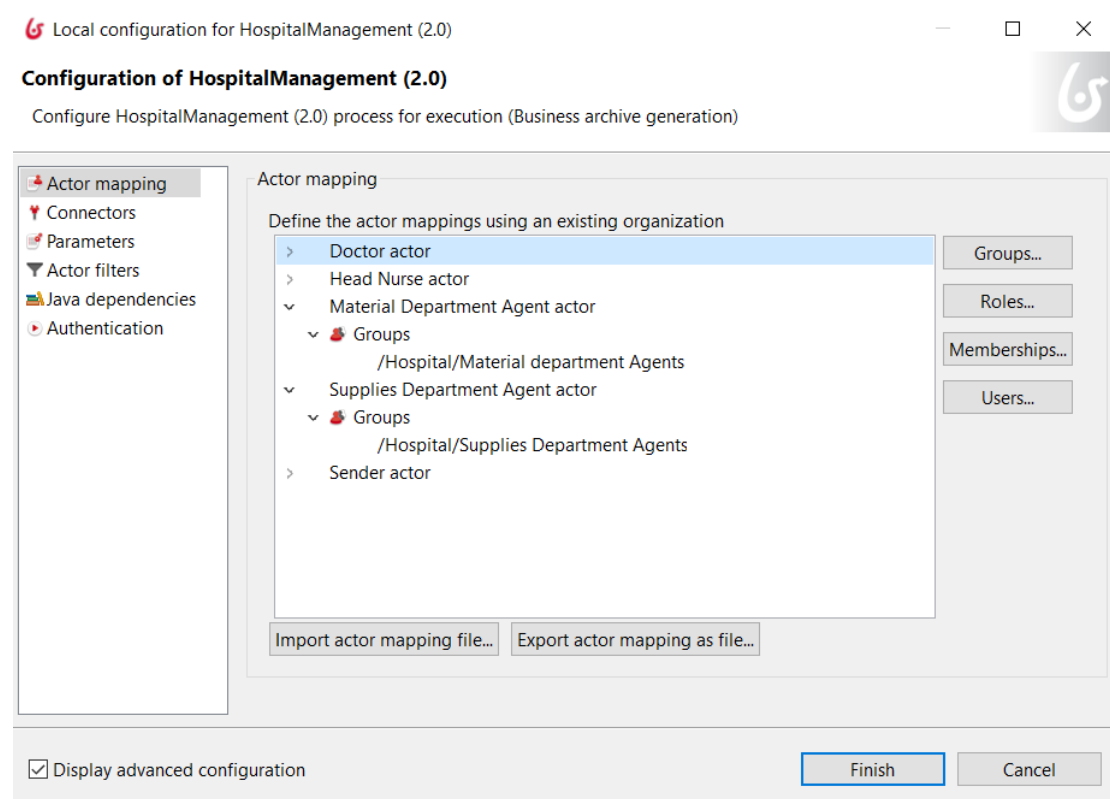 Local configuration for HospitalManagement (2.0)
Configuration of HospitalManagement (2.0)
Configure HospitalManagement (2.0) process for execution (Business archive generation)
Actor mapping
Connectors
Parameters
Actor filters
Java dependencies
Authentication
Actor mapping
Define the actor mappings using an existing organization
Doctor actor
Head Nurse actor
Material Department Agent actor
Groups
/Hospital/Material department Agents
Supplies Department Agent actor
Groups
/Hospital/Supplies Department Agents
Sender actor
Groups...
Roles...
Memberships...
Users...
Import actor mapping file...
Export actor mapping as file...
Display advanced configuration
Finish
Cancel